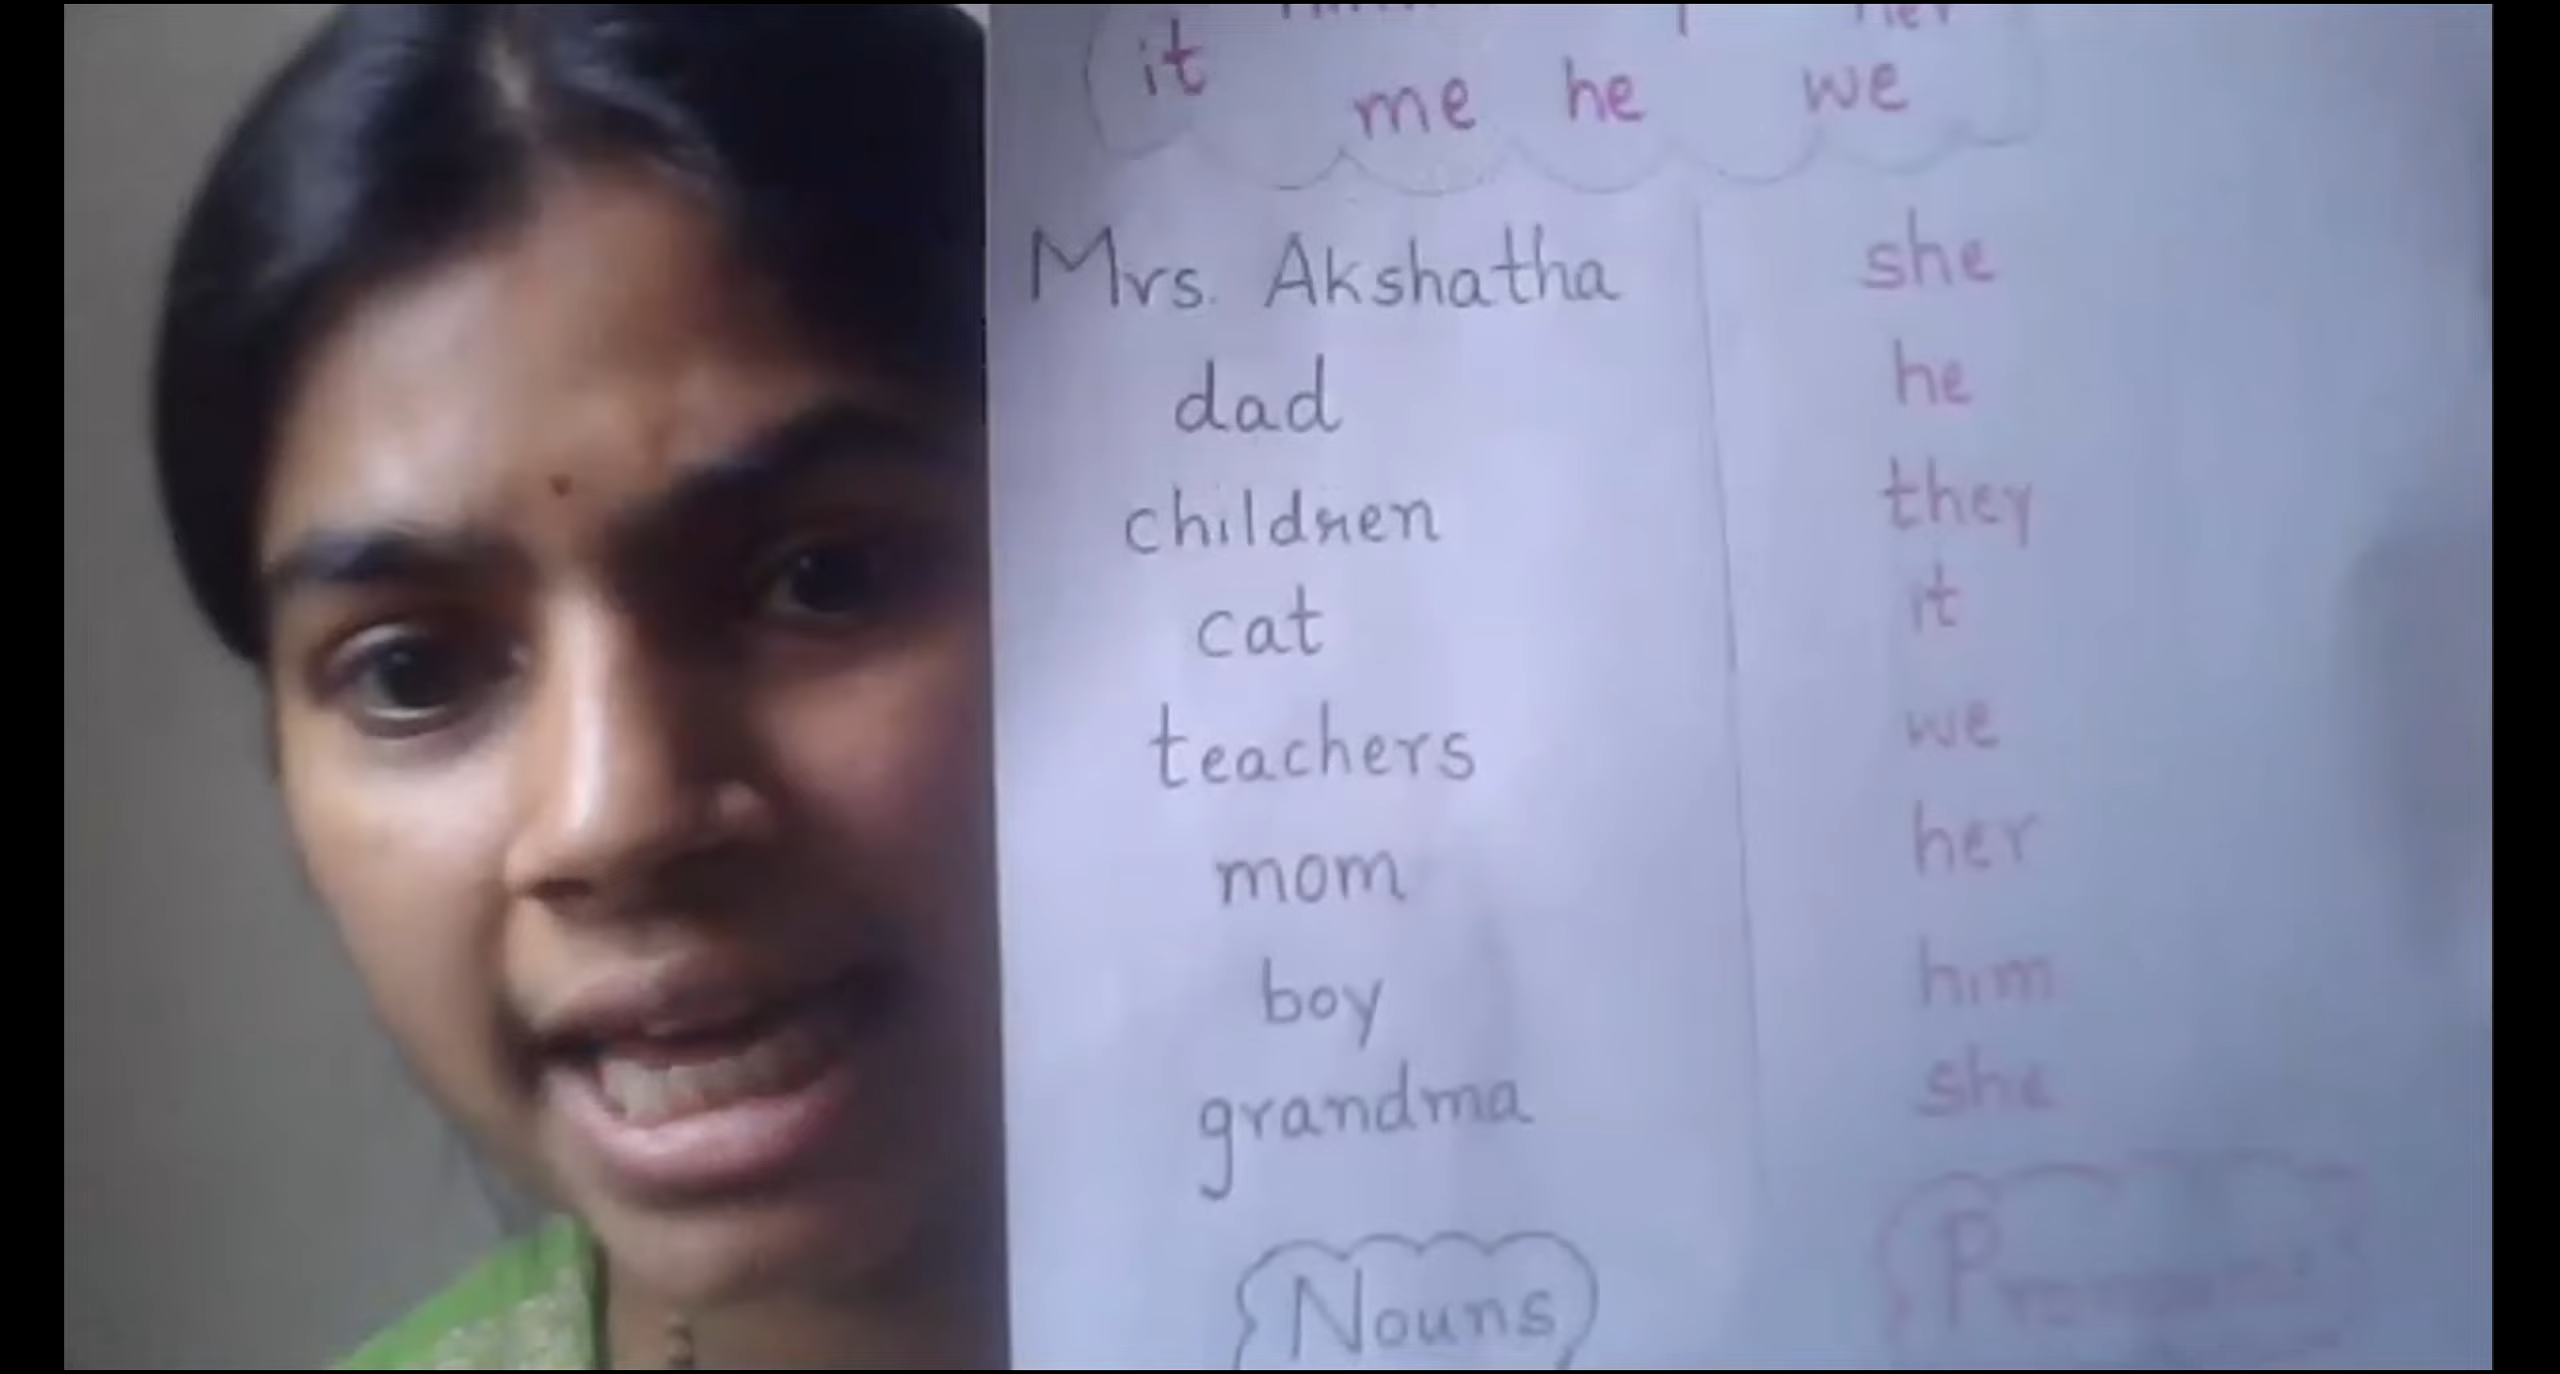 it
me he we
Mrs. Akshatha she
dad he
children they
cat it
teachers we
mom her
boy him
grandma she
Nouns